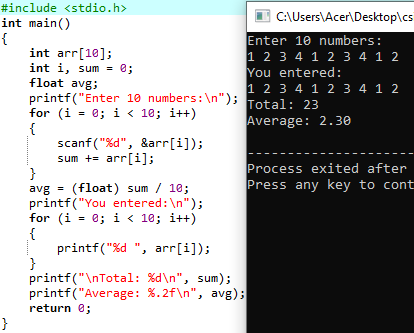 #include <stdio.h>
int main()
{
    int arr[10];
    int i, sum = 0;
    float avg;
    printf("Enter 10 numbers:\n");
    for (i = 0; i < 10; i++)
    {
        scanf("%d", &arr[i]);
        sum += arr[i];
    }
    avg = (float) sum / 10;
    printf("You entered:\n");
    for (i = 0; i < 10; i++)
    {
        printf("%d ", arr[i]);
    }
    printf("\nTotal: %d\n", sum);
    printf("Average: %.2f\n", avg);
    return 0;
}
C:\Users\Acer\Desktop\cs
Enter 10 numbers:
1 2 3 4 1 2 3 4 1 2
You entered:
1 2 3 4 1 2 3 4 1 2
Total: 23
Average: 2.30
--------------------
Process exited after
Press any key to cont